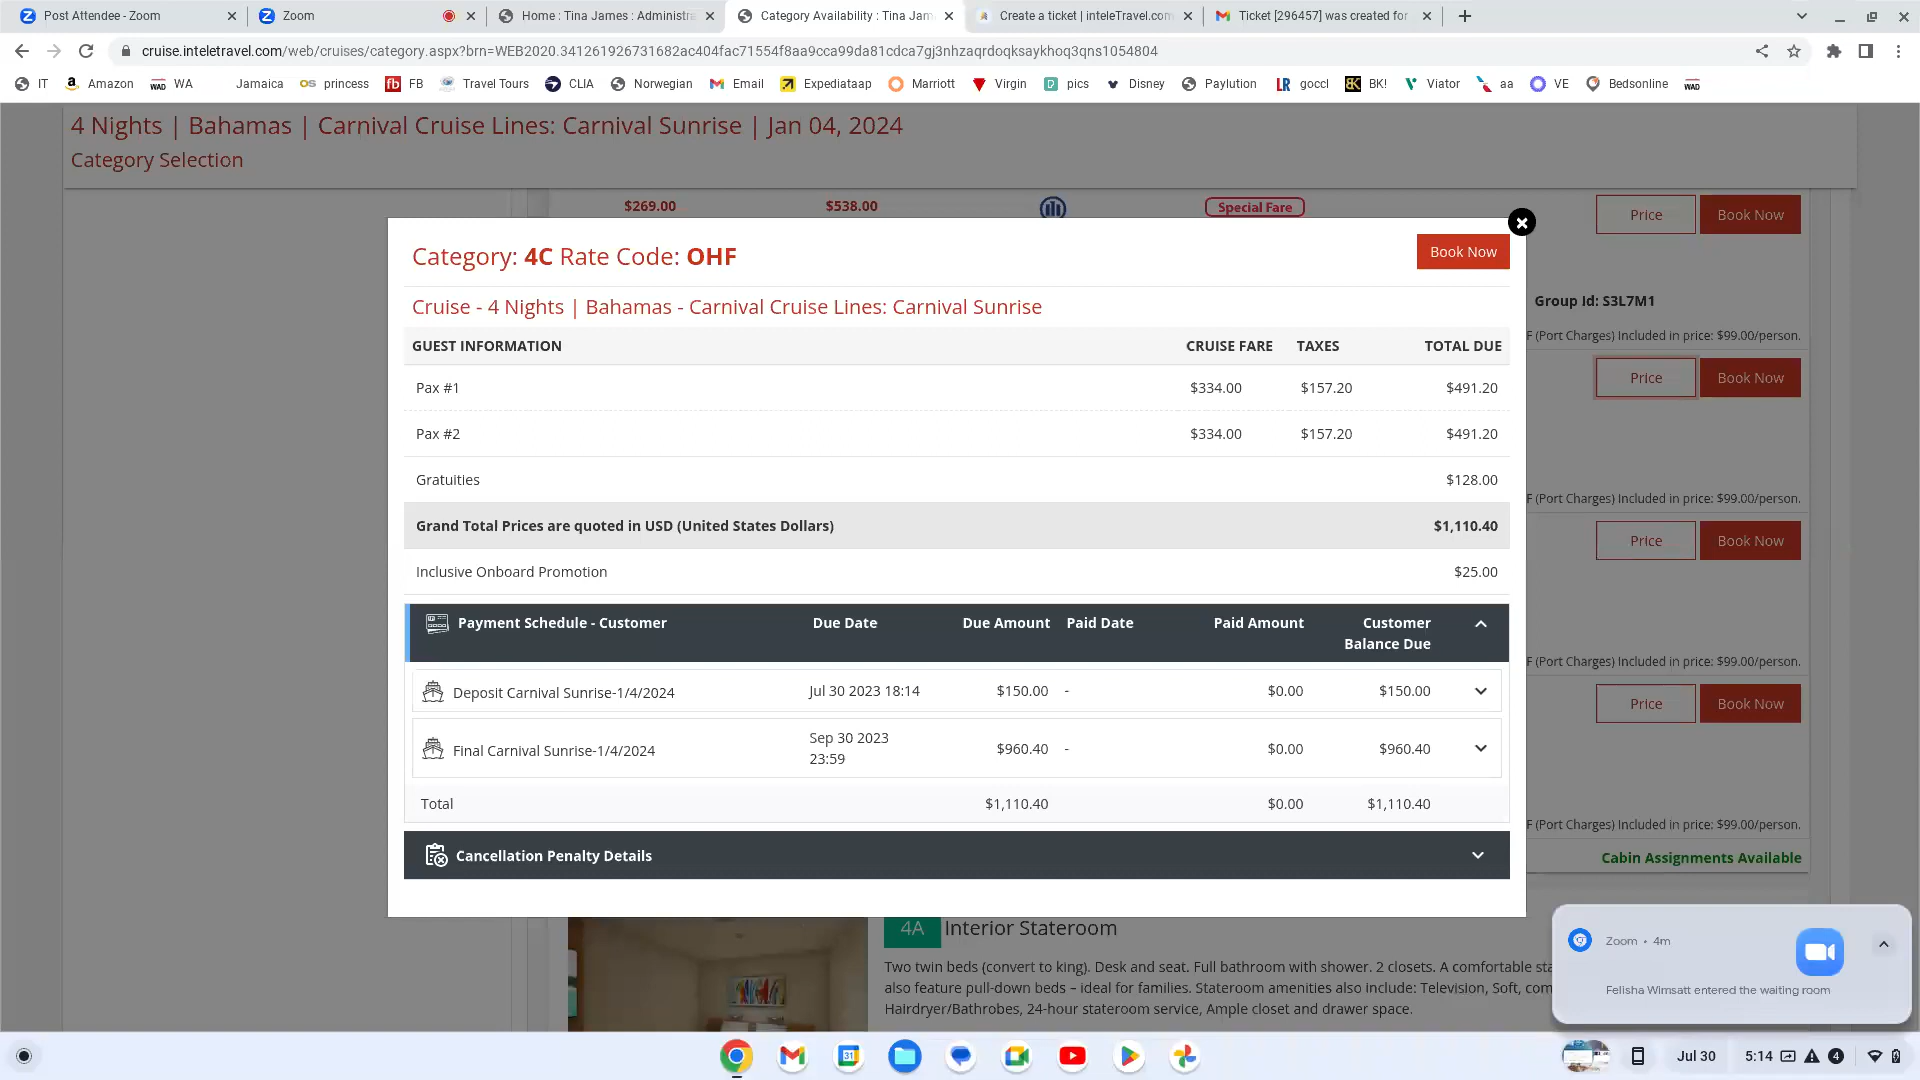 Post Attendee - Zoom
Zoom
Home : Tina James : Administra
Category Availability : Tina Jam
Create a ticket | inteleTravel.com
Ticket [296457] was created for
cruise.inteletravel.com/web/cruises/category.aspx?brn=WEB2020.341261926731682ac404fac71554f8aa9cca99da81cdca7gj3nhzaqrdoqksaykhoq3qns1054804
IT
Amazon
WAD WA
Jamaica
princess
FB
Travel Tours
CLIA
Norwegian
Email
Expediataap
Marriott
Virgin
pics
Disney
Paylution
goccl
BK!
Viator
aa
VE
Bedsonline
WAD
4 Nights | Bahamas | Carnival Cruise Lines: Carnival Sunrise | Jan 04, 2024
Category Selection
$269.00 $538.00 Special Fare Price Book Now
Category: 4C Rate Code: OHF
Book Now
Cruise - 4 Nights | Bahamas - Carnival Cruise Lines: Carnival Sunrise
Group Id: S3L7M1
F (Port Charges) Included in price: $99.00/person.
GUEST INFORMATION CRUISE FARE TAXES TOTAL DUE
Pax #1 $334.00 $157.20 $491.20
Price Book Now
Pax #2 $334.00 $157.20 $491.20
Gratuities $128.00
F (Port Charges) Included in price: $99.00/person.
Grand Total Prices are quoted in USD (United States Dollars) $1,110.40
Price Book Now
Inclusive Onboard Promotion $25.00
Payment Schedule - Customer Due Date Due Amount Paid Date Paid Amount Customer
Balance Due
F (Port Charges) Included in price: $99.00/person.
Deposit Carnival Sunrise-1/4/2024 Jul 30 2023 18:14 $150.00 - $0.00 $150.00
Price Book Now
Final Carnival Sunrise-1/4/2024 Sep 30 2023
23:59 $960.40 - $0.00 $960.40
Total $1,110.40 $0.00 $1,110.40
F (Port Charges) Included in price: $99.00/person.
Cancellation Penalty Details
Cabin Assignments Available
4A Interior Stateroom
Two twin beds (convert to king). Desk and seat. Full bathroom with shower. 2 closets. A comfortable sta
also feature pull-down beds – ideal for families. Stateroom amenities also include: Television, Soft, com
Hairdryer/Bathrobes, 24-hour stateroom service, Ample closet and drawer space.
Zoom • 4m
Felisha Wimsatt entered the waiting room
31
Jul 30
5:14
4